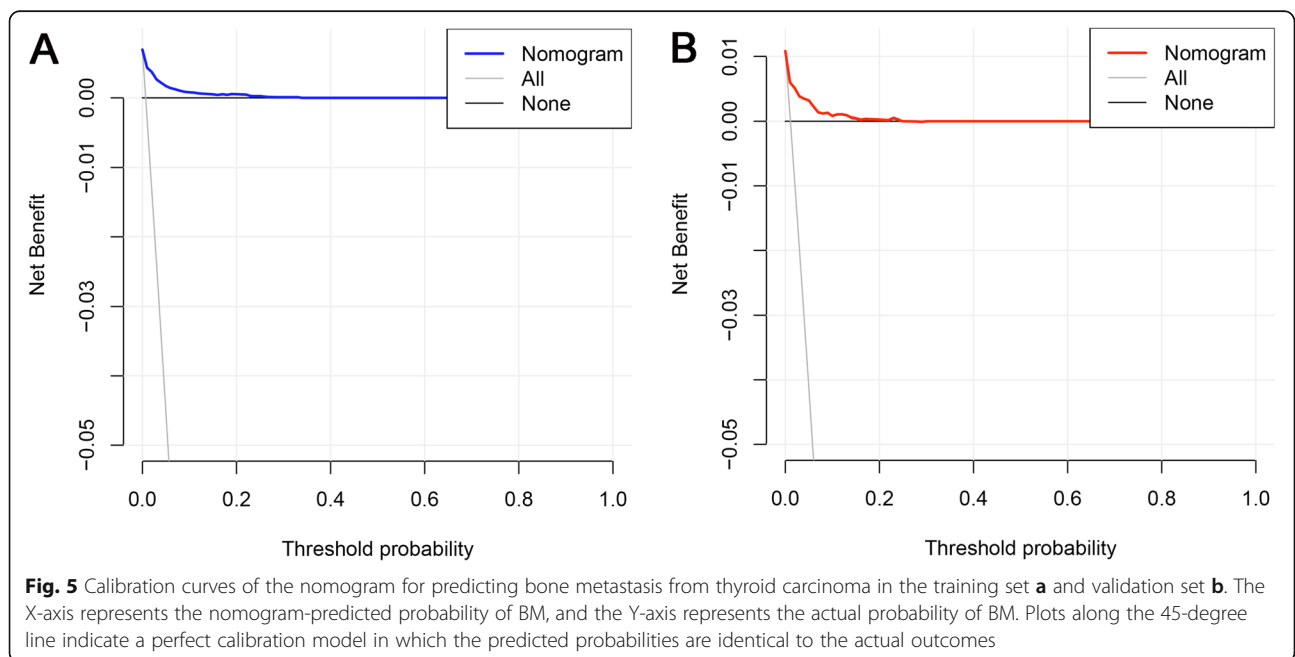 A
Nomogram
All
None
0.00
−0.01
−0.03
−0.05
Net Benefit
0.0 0.2 0.4 0.6 0.8 1.0
Threshold probability
B
Nomogram
All
None
0.01
0.00
−0.01
−0.03
−0.05
Net Benefit
0.0 0.2 0.4 0.6 0.8 1.0
Threshold probability
Fig. 5 Calibration curves of the nomogram for predicting bone metastasis from thyroid carcinoma in the training set a and validation set b. The
X-axis represents the nomogram-predicted probability of BM, and the Y-axis represents the actual probability of BM. Plots along the 45-degree
line indicate a perfect calibration model in which the predicted probabilities are identical to the actual outcomes